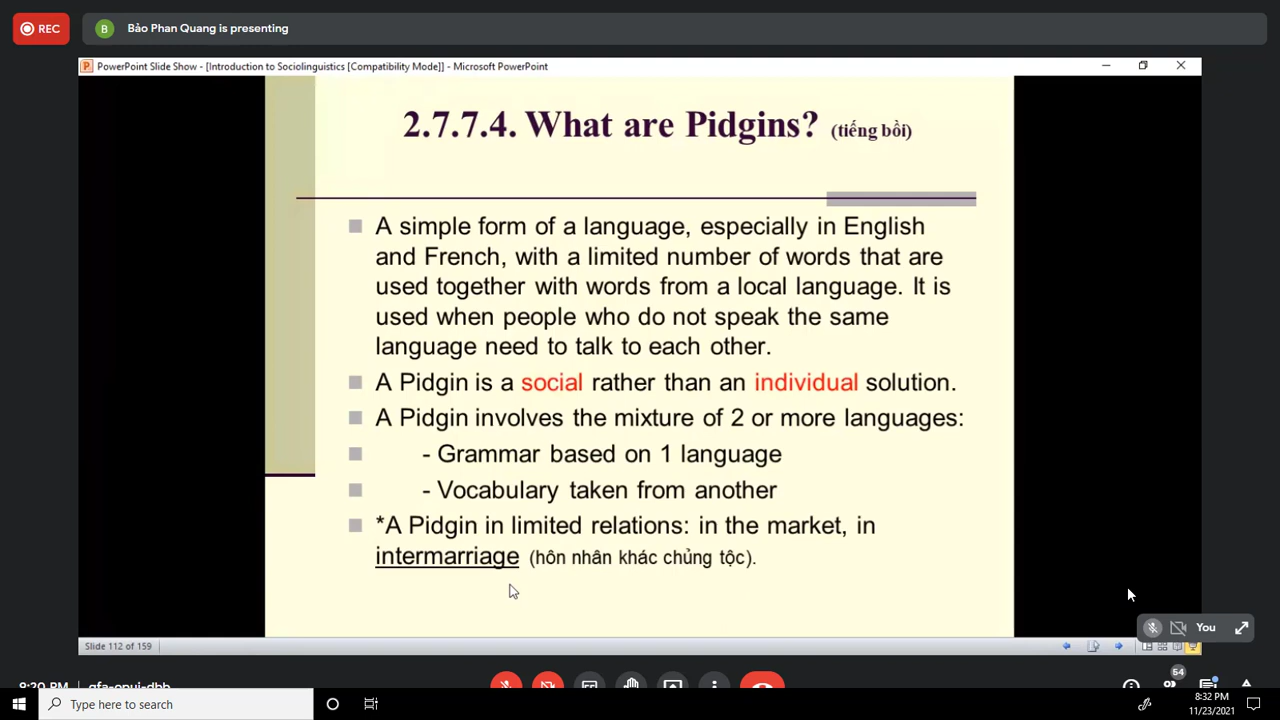 REC
B
Bảo Phan Quang is presenting
PowerPoint Slide Show - [Introduction to Sociolinguistics [Compatibility Mode]] - Microsoft PowerPoint
2.7.7.4. What are Pidgins? (tiếng bồi)
A simple form of a language, especially in English
and French, with a limited number of words that are
used together with words from a local language. It is
used when people who do not speak the same
language need to talk to each other.
A Pidgin is a social rather than an individual solution.
A Pidgin involves the mixture of 2 or more languages:
- Grammar based on 1 language
- Vocabulary taken from another
*A Pidgin in limited relations: in the market, in
intermarriage (hôn nhân khác chủng tộc).
You
Slide 112 of 159
54
Type here to search
8:32 PM
11/23/2021